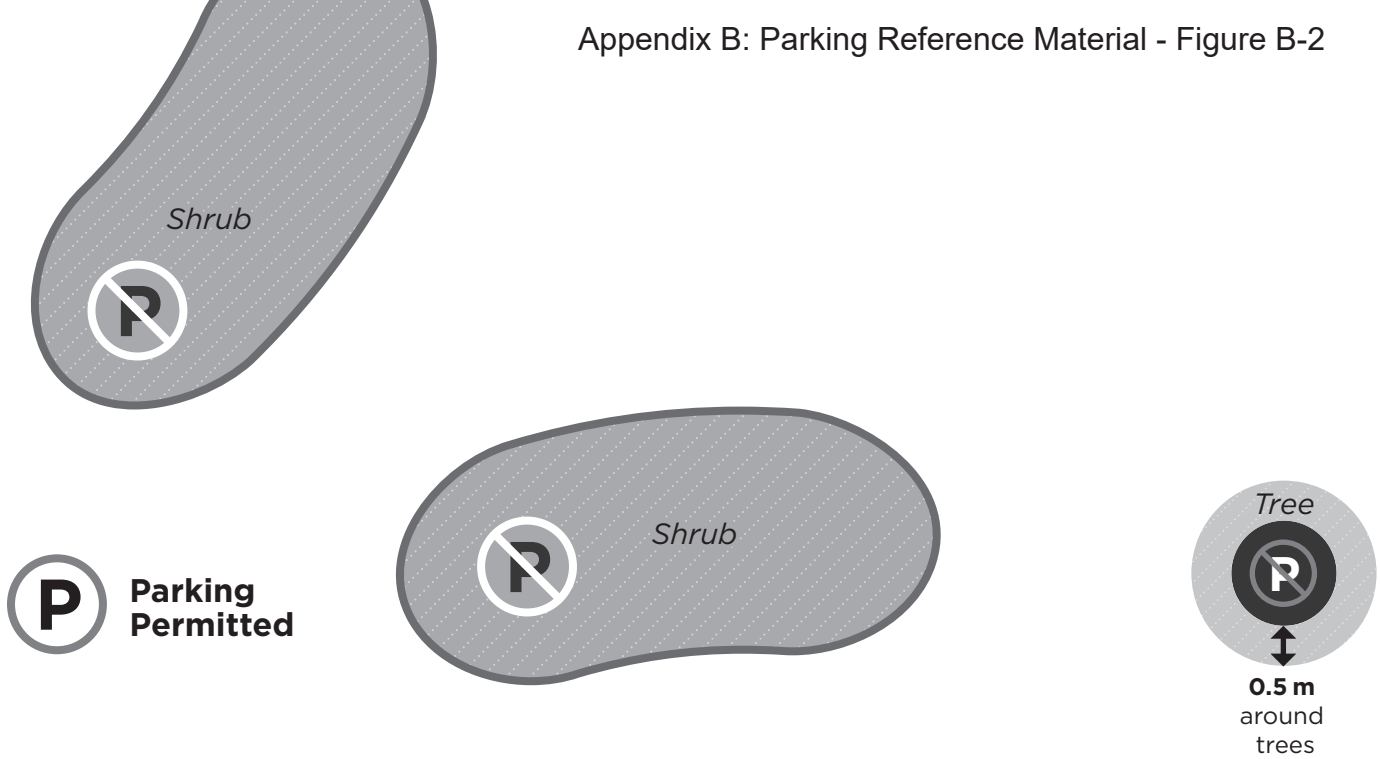 Appendix B: Parking Reference Material - Figure B-2
Shrub
P
Shrub
P
P
Parking
Permitted
Tree
P
0.5 m
around
trees